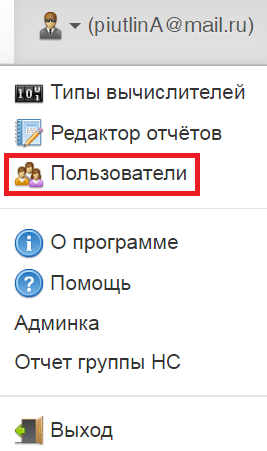 (piutlinA@mail.ru)
Типы вычислителей
Редактор отчётов
Пользователи
О программе
Помощь
Админка
Отчет группы НС
Выход